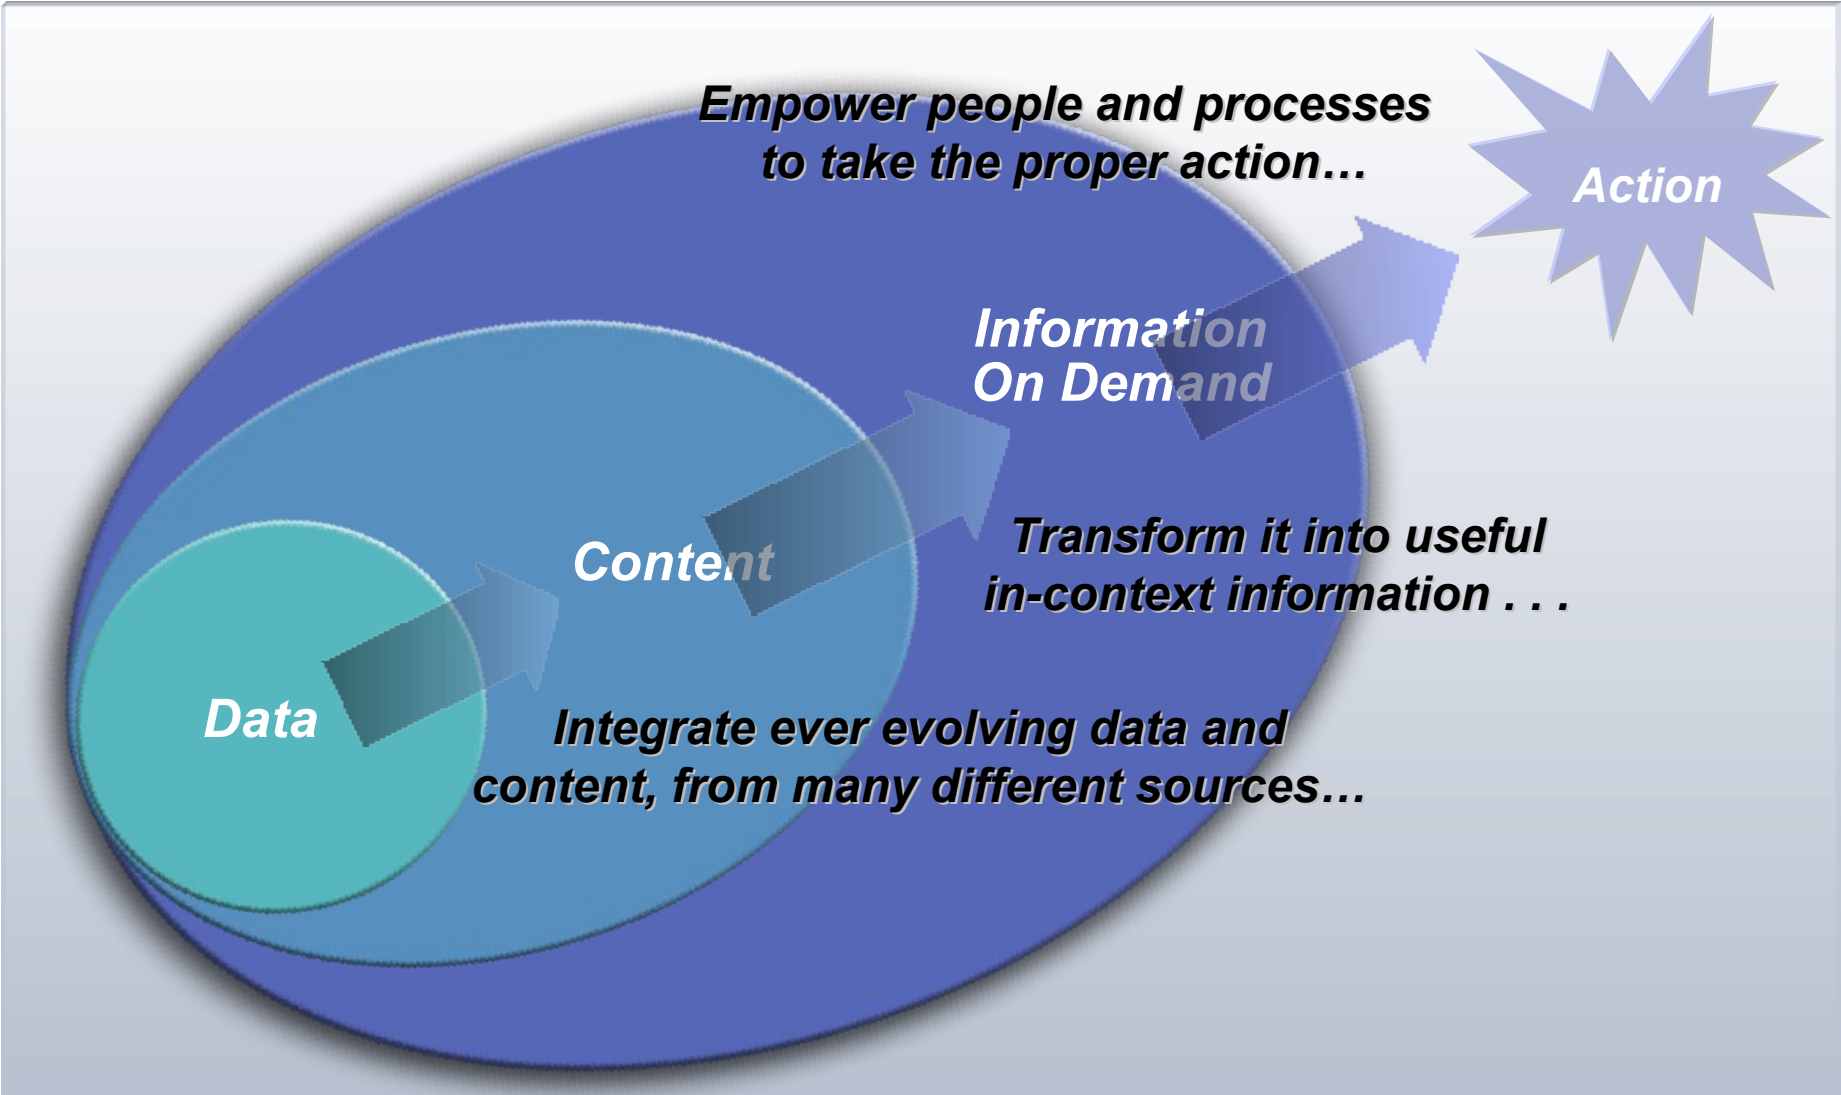 Empower people and processes
to take the proper action…
Action
Information
On Demand
Transform it into useful
in-context information . . .
Content
Data
Integrate ever evolving data and
content, from many different sources…